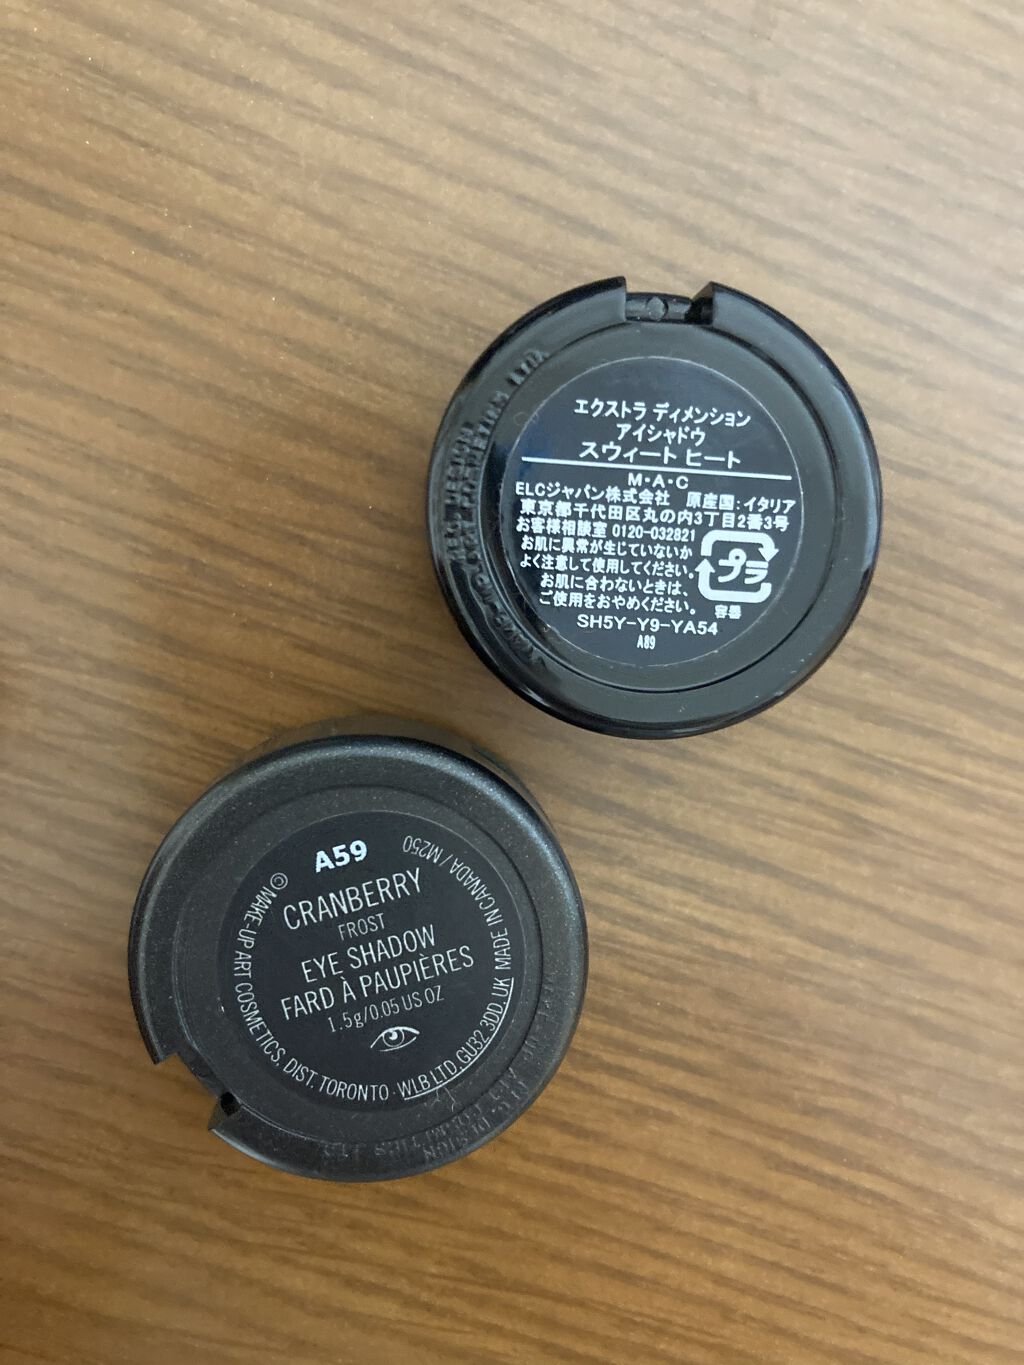 エクストラ ディメンション
アイシャドウ
スウィート ヒート
M・A・C
ELCジャパン株式会社 原産国:イタリア
東京都千代田区丸の内3丁目2番3号
お客様相談室 0120-032821
お肌に異常が生じていないか
よく注意して使用してください。
お肌に合わないときは、
ご使用をおやめください。
プラ
容器
SH5Y-Y9-YA54
A89
A59
CRANBERRY
FROST
EYE SHADOW
FARD À PAUPIÈRES
1.5g/0.05 US OZ
© MAKE-UP ART COSMETICS, DIST. TORONTO · WLB LTD. GU32 3DD. UK MADE IN CANADA / M250